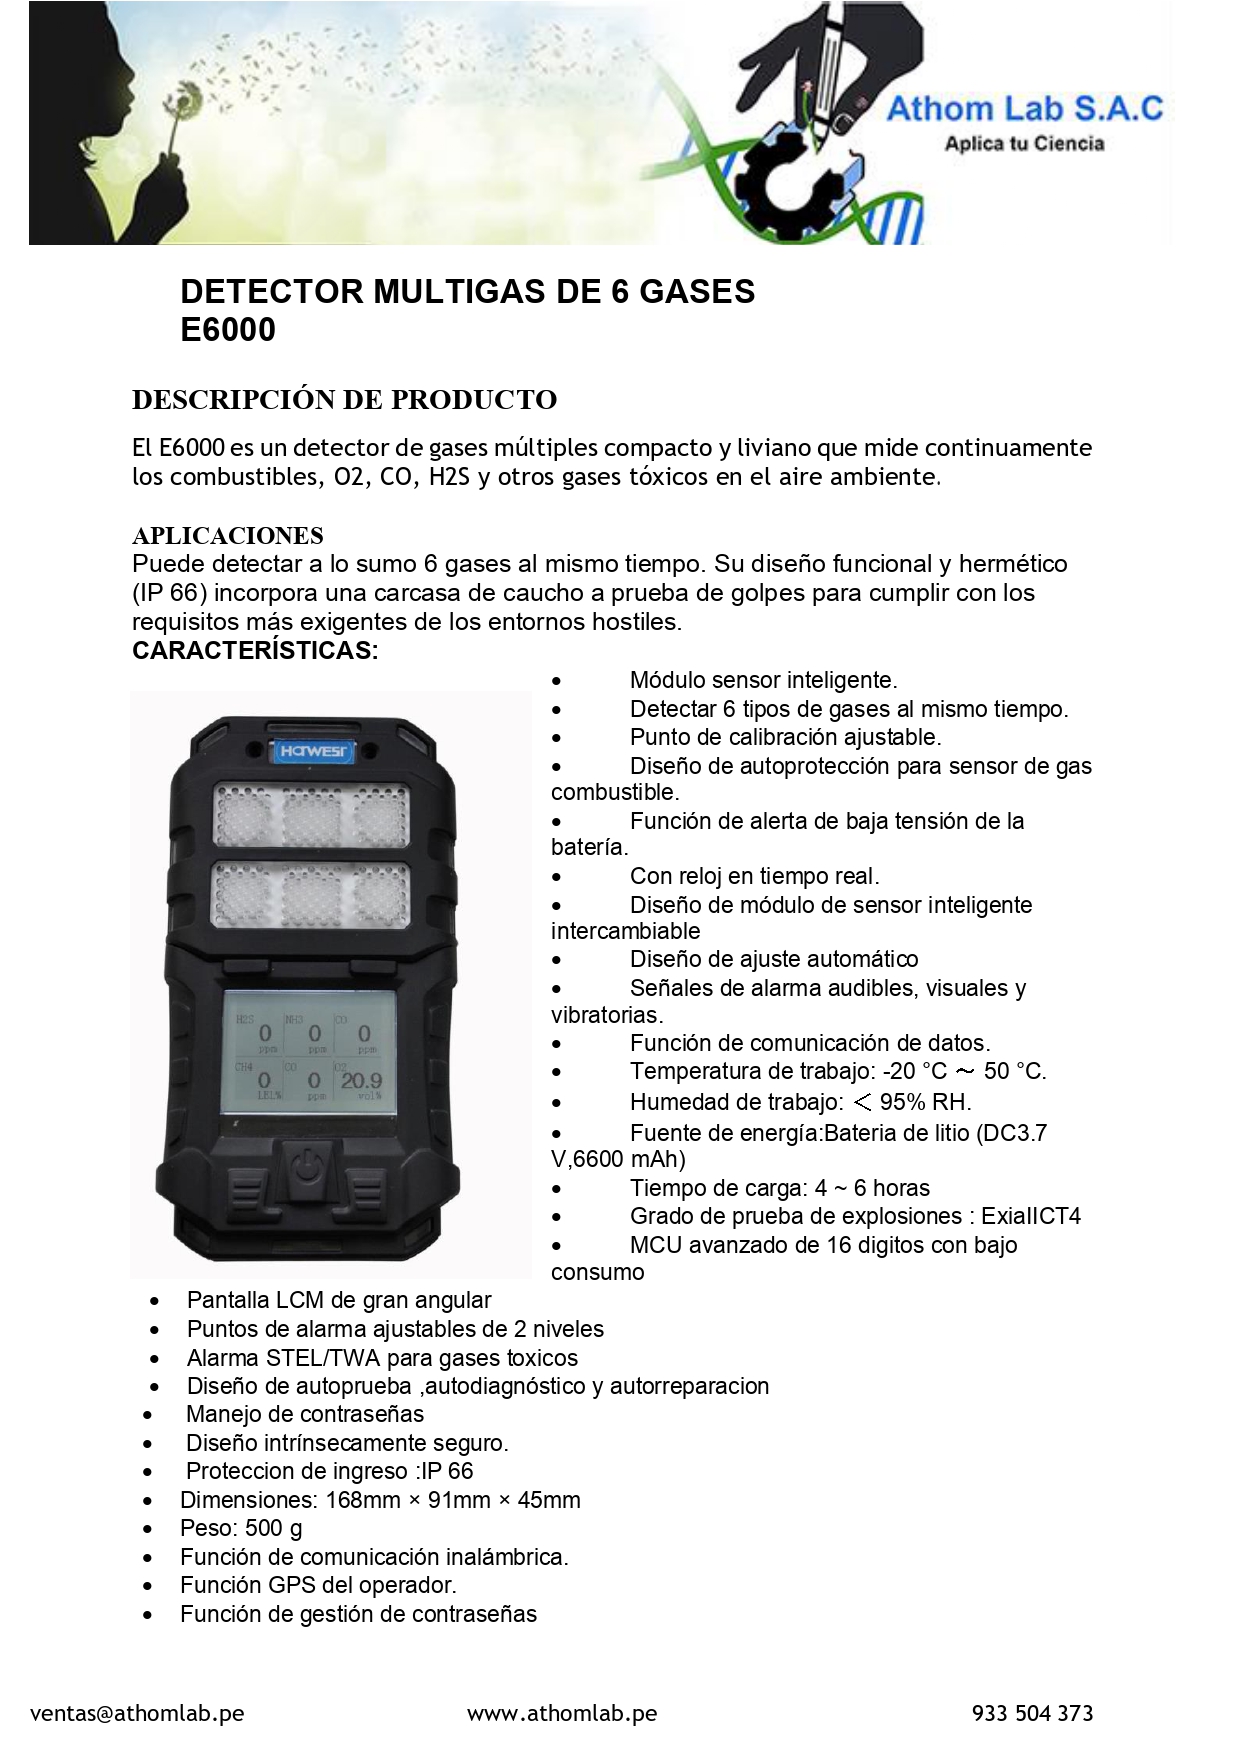 Athom Lab S.A.C
Aplica tu Ciencia
DETECTOR MULTIGAS DE 6 GASES
E6000
DESCRIPCIÓN DE PRODUCTO
El E6000 es un detector de gases múltiples compacto y liviano que mide continuamente
los combustibles, O2, CO, H2S y otros gases tóxicos en el aire ambiente.
APLICACIONES
Puede detectar a lo sumo 6 gases al mismo tiempo. Su diseño funcional y hermético
(IP 66) incorpora una carcasa de caucho a prueba de golpes para cumplir con los
requisitos más exigentes de los entornos hostiles.
CARACTERÍSTICAS:
HATWEST
H2S NH3 CO
0 0 0
ppm ppm ppm
CH4 CO O2
0 0 20.9
LEL% ppm vol%
• Módulo sensor inteligente.
• Detectar 6 tipos de gases al mismo tiempo.
• Punto de calibración ajustable.
• Diseño de autoprotección para sensor de gas
combustible.
• Función de alerta de baja tensión de la
batería.
• Con reloj en tiempo real.
• Diseño de módulo de sensor inteligente
intercambiable
• Diseño de ajuste automático
• Señales de alarma audibles, visuales y
vibratorias.
• Función de comunicación de datos.
• Temperatura de trabajo: -20 °C ～ 50 °C.
• Humedad de trabajo: ＜ 95% RH.
• Fuente de energía:Bateria de litio (DC3.7
V,6600 mAh)
• Tiempo de carga: 4 ~ 6 horas
• Grado de prueba de explosiones : ExiaIICT4
• MCU avanzado de 16 digitos con bajo
consumo
• Pantalla LCM de gran angular
• Puntos de alarma ajustables de 2 niveles
• Alarma STEL/TWA para gases toxicos
• Diseño de autoprueba ,autodiagnóstico y autorreparacion
• Manejo de contraseñas
• Diseño intrínsecamente seguro.
• Proteccion de ingreso :IP 66
• Dimensiones: 168mm × 91mm × 45mm
• Peso: 500 g
• Función de comunicación inalámbrica.
• Función GPS del operador.
• Función de gestión de contraseñas
ventas@athomlab.pe www.athomlab.pe 933 504 373